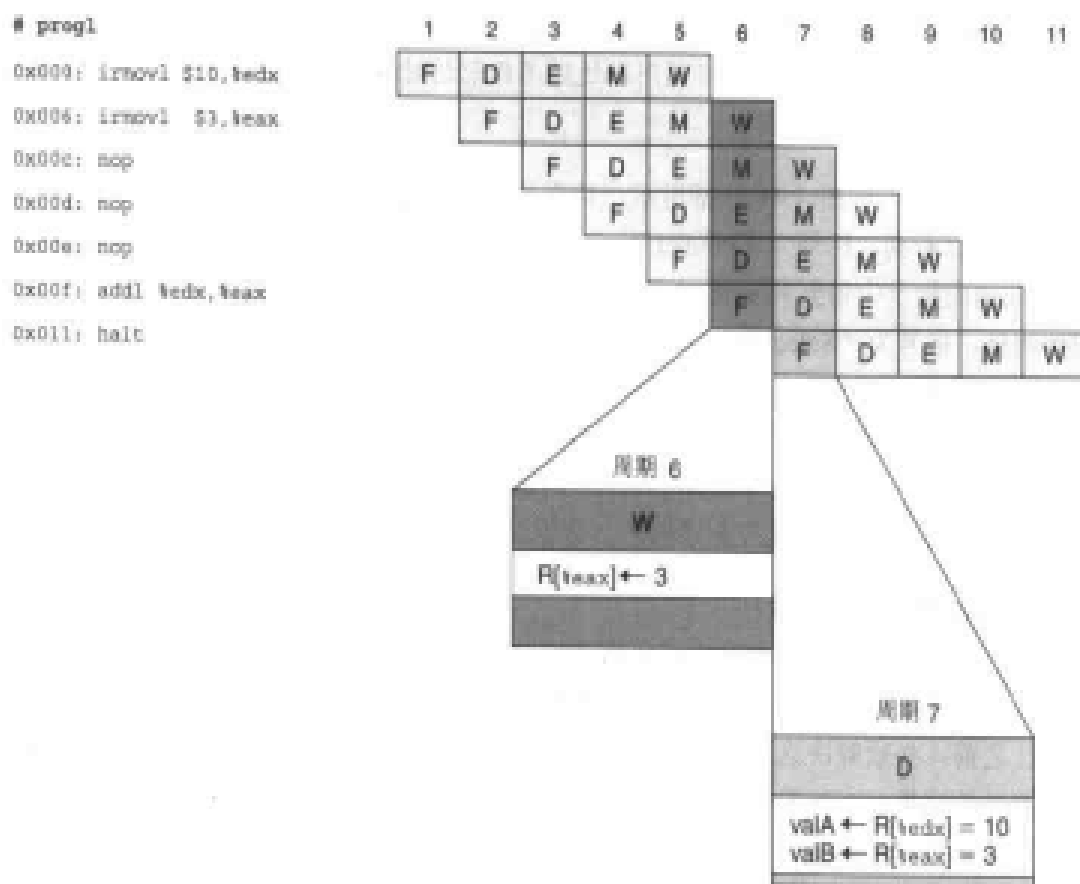 # prog1
1 2 3 4 5 6 7 8 9 10 11
0x000: irmovl $10,%edx F D E M W
0x006: irmovl $3,%eax F D E M W
0x00c: nop F D E M W
0x00d: nop F D E M W
0x00e: nop F D E M W
0x00f: addl %edx,%eax F D E M W
0x011: halt F D E M W
周期 6
W
R[%eax]← 3
周期 7
D
valA ← R[%edx] = 10
valB ← R[%eax] = 3